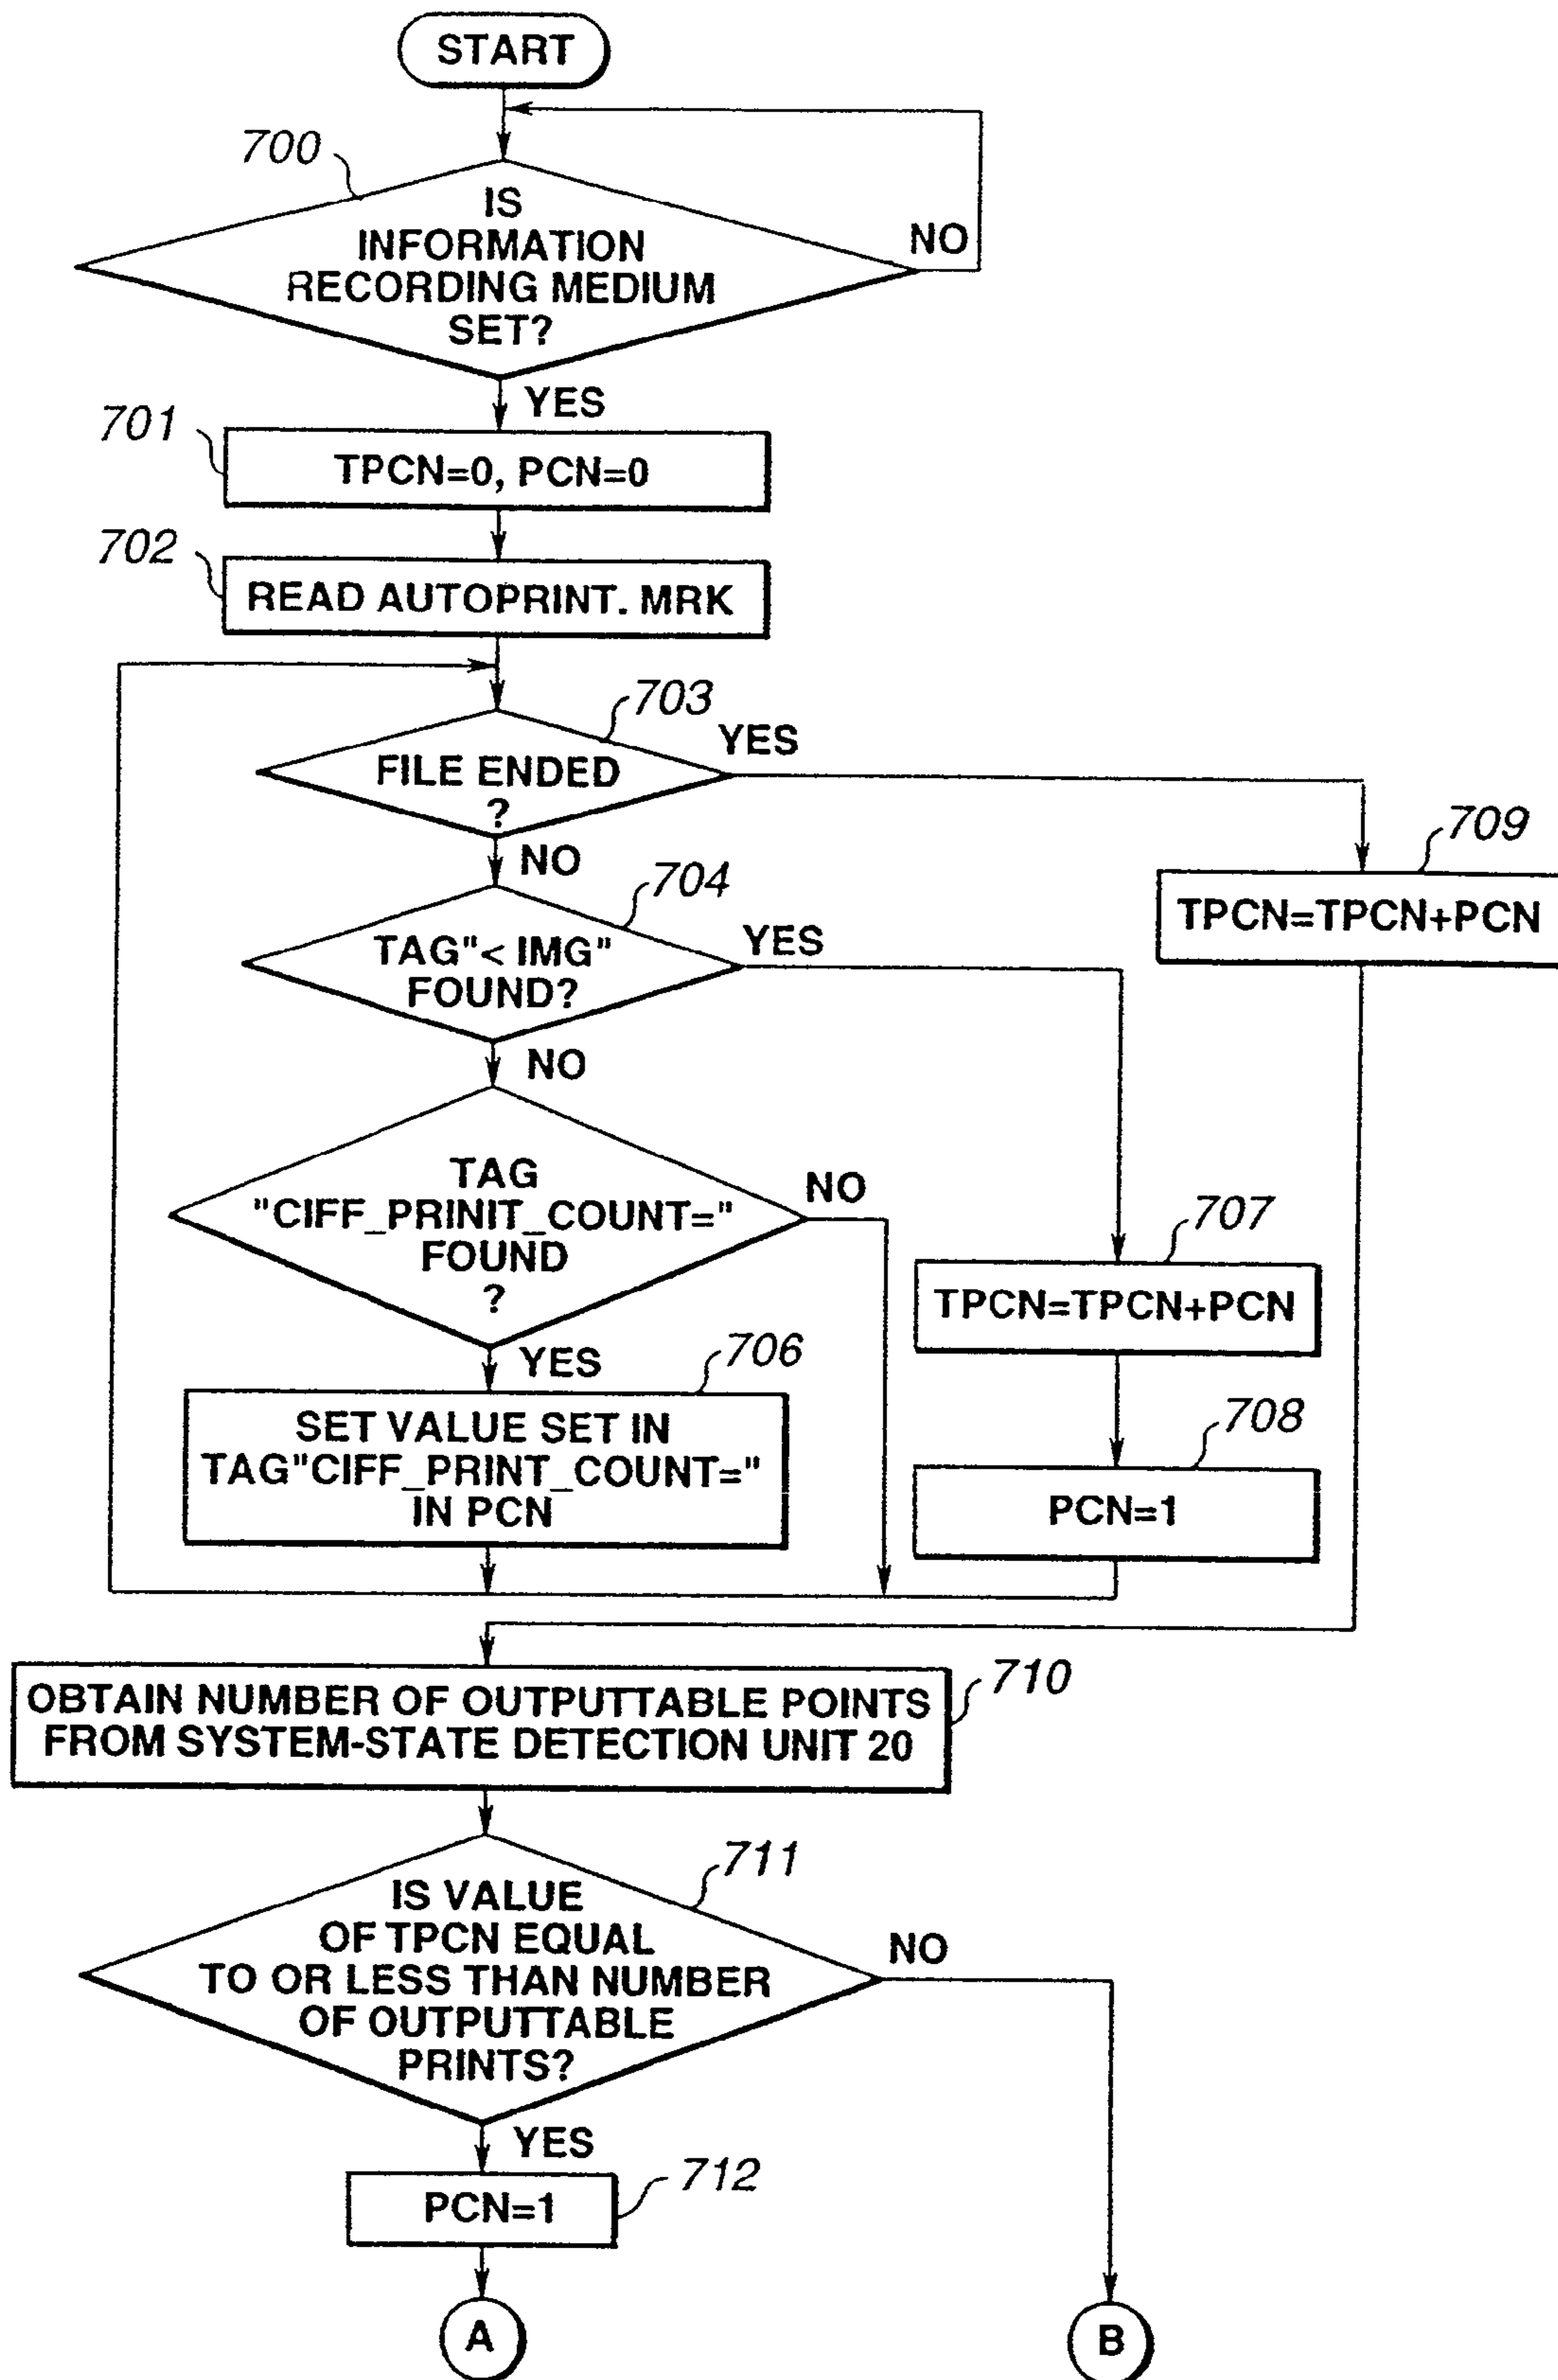 START
700
IS
INFORMATION
RECORDING MEDIUM
SET?
NO
YES
701
TPCN=0, PCN=0
702
READ AUTOPRINT. MRK
703
FILE ENDED
?
YES
NO
709
TPCN=TPCN+PCN
704
TAG"< IMG"
FOUND?
YES
NO
TAG
"CIFF_PRINIT_COUNT="
FOUND
?
NO
YES
707
TPCN=TPCN+PCN
706
SET VALUE SET IN
TAG"CIFF_PRINT_COUNT="
IN PCN
708
PCN=1
710
OBTAIN NUMBER OF OUTPUTTABLE POINTS
FROM SYSTEM-STATE DETECTION UNIT 20
711
IS VALUE
OF TPCN EQUAL
TO OR LESS THAN NUMBER
OF OUTPUTTABLE
PRINTS?
NO
YES
712
PCN=1
A
B